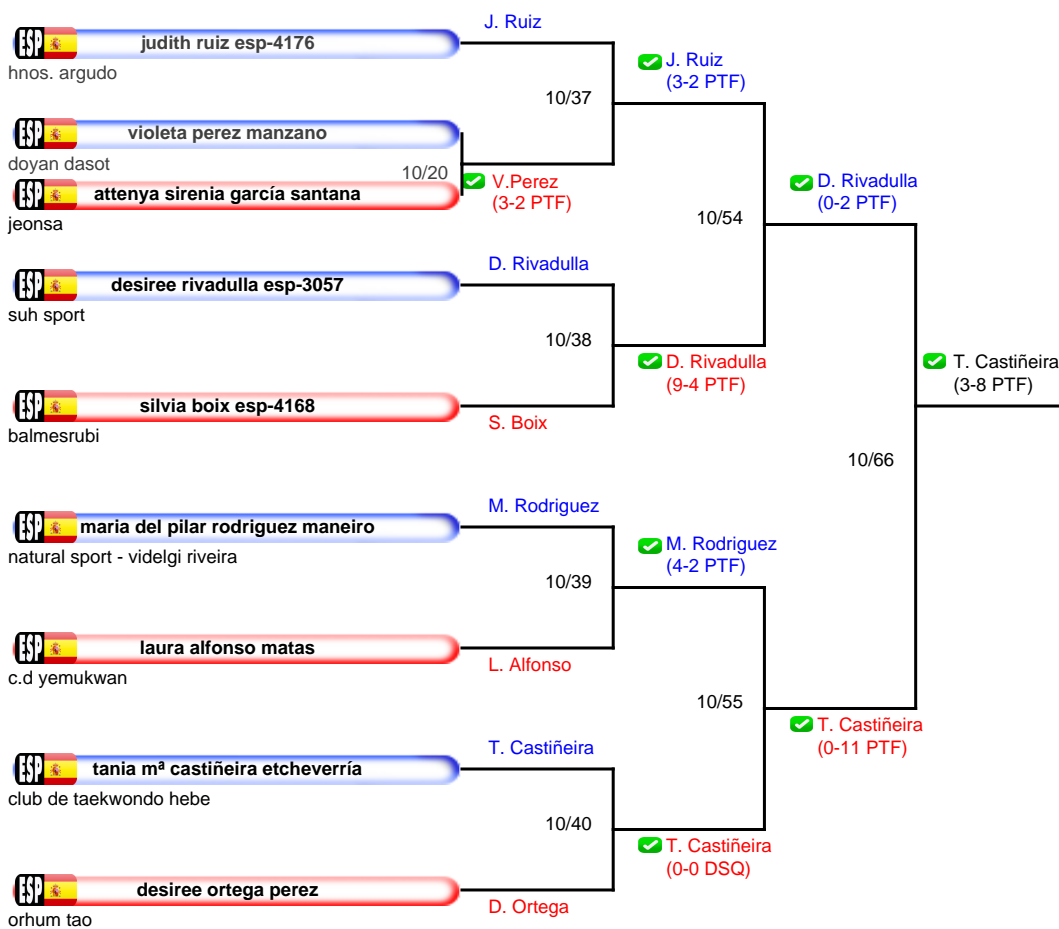 J. Ruiz
ESP judith ruiz esp-4176
hnos. argudo
J. Ruiz
(3-2 PTF)
10/37
ESP violeta perez manzano
doyan dasot
10/20
V.Perez
(3-2 PTF)
ESP attenya sirenia garcía santana
jeonsa
D. Rivadulla
(0-2 PTF)
10/54
D. Rivadulla
ESP desiree rivadulla esp-3057
suh sport
10/38
D. Rivadulla
(9-4 PTF)
T. Castiñeira
(3-8 PTF)
ESP silvia boix esp-4168
S. Boix
balmesrubi
10/66
M. Rodriguez
ESP maria del pilar rodriguez maneiro
natural sport - videlgi riveira
M. Rodriguez
(4-2 PTF)
10/39
ESP laura alfonso matas
L. Alfonso
c.d yemukwan
10/55
T. Castiñeira
(0-11 PTF)
T. Castiñeira
ESP tania mª castiñeira etcheverría
club de taekwondo hebe
10/40
T. Castiñeira
(0-0 DSQ)
ESP desiree ortega perez
D. Ortega
orhum tao